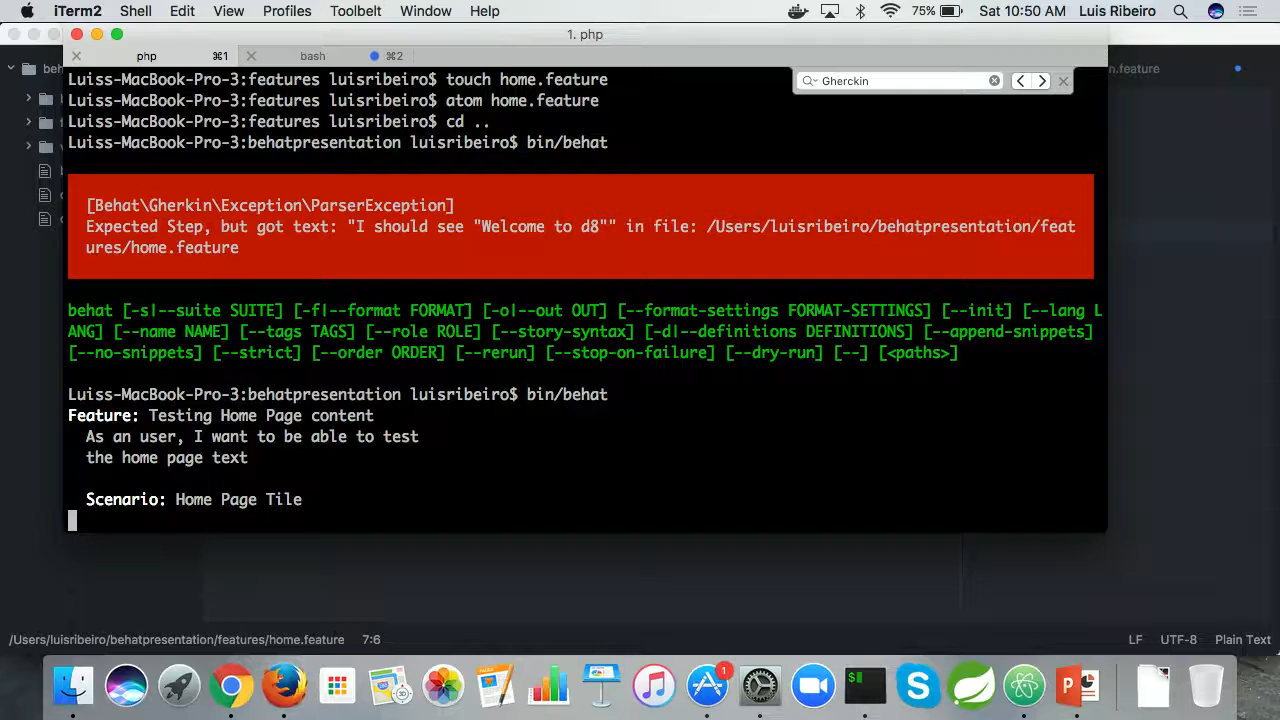 iTerm2 Shell Edit View Profiles Toolbelt Window Help 75% Sat 10:50 AM Luis Ribeiro
1. php
php ⌘1 bash ⌘2
n.feature
beh
Luiss-MacBook-Pro-3:features luisribeiro$ touch home.feature
Gherckin
Luiss-MacBook-Pro-3:features luisribeiro$ atom home.feature
Luiss-MacBook-Pro-3:features luisribeiro$ cd ..
Luiss-MacBook-Pro-3:behatpresentation luisribeiro$ bin/behat
[Behat\Gherkin\Exception\ParserException]
Expected Step, but got text: "I should see "Welcome to d8"" in file: /Users/luisribeiro/behatpresentation/feat
ures/home.feature
behat [-s|--suite SUITE] [-f|--format FORMAT] [-o|--out OUT] [--format-settings FORMAT-SETTINGS] [--init] [--lang L
ANG] [--name NAME] [--tags TAGS] [--role ROLE] [--story-syntax] [-d|--definitions DEFINITIONS] [--append-snippets]
[--no-snippets] [--strict] [--order ORDER] [--rerun] [--stop-on-failure] [--dry-run] [--] [<paths>]
Luiss-MacBook-Pro-3:behatpresentation luisribeiro$ bin/behat
Feature: Testing Home Page content
As an user, I want to be able to test
the home page text
Scenario: Home Page Tile
/Users/luisribeiro/behatpresentation/features/home.feature 7:6 LF UTF-8 Plain Text
1